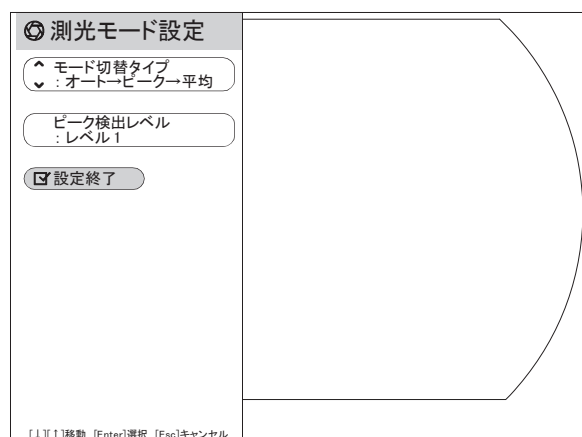 測光モード設定
モード切替タイプ
：オート→ピーク→平均
ピーク検出レベル
：レベル1
設定終了
[↓][↑]移動 [Enter]選択 [Esc]キャンセル